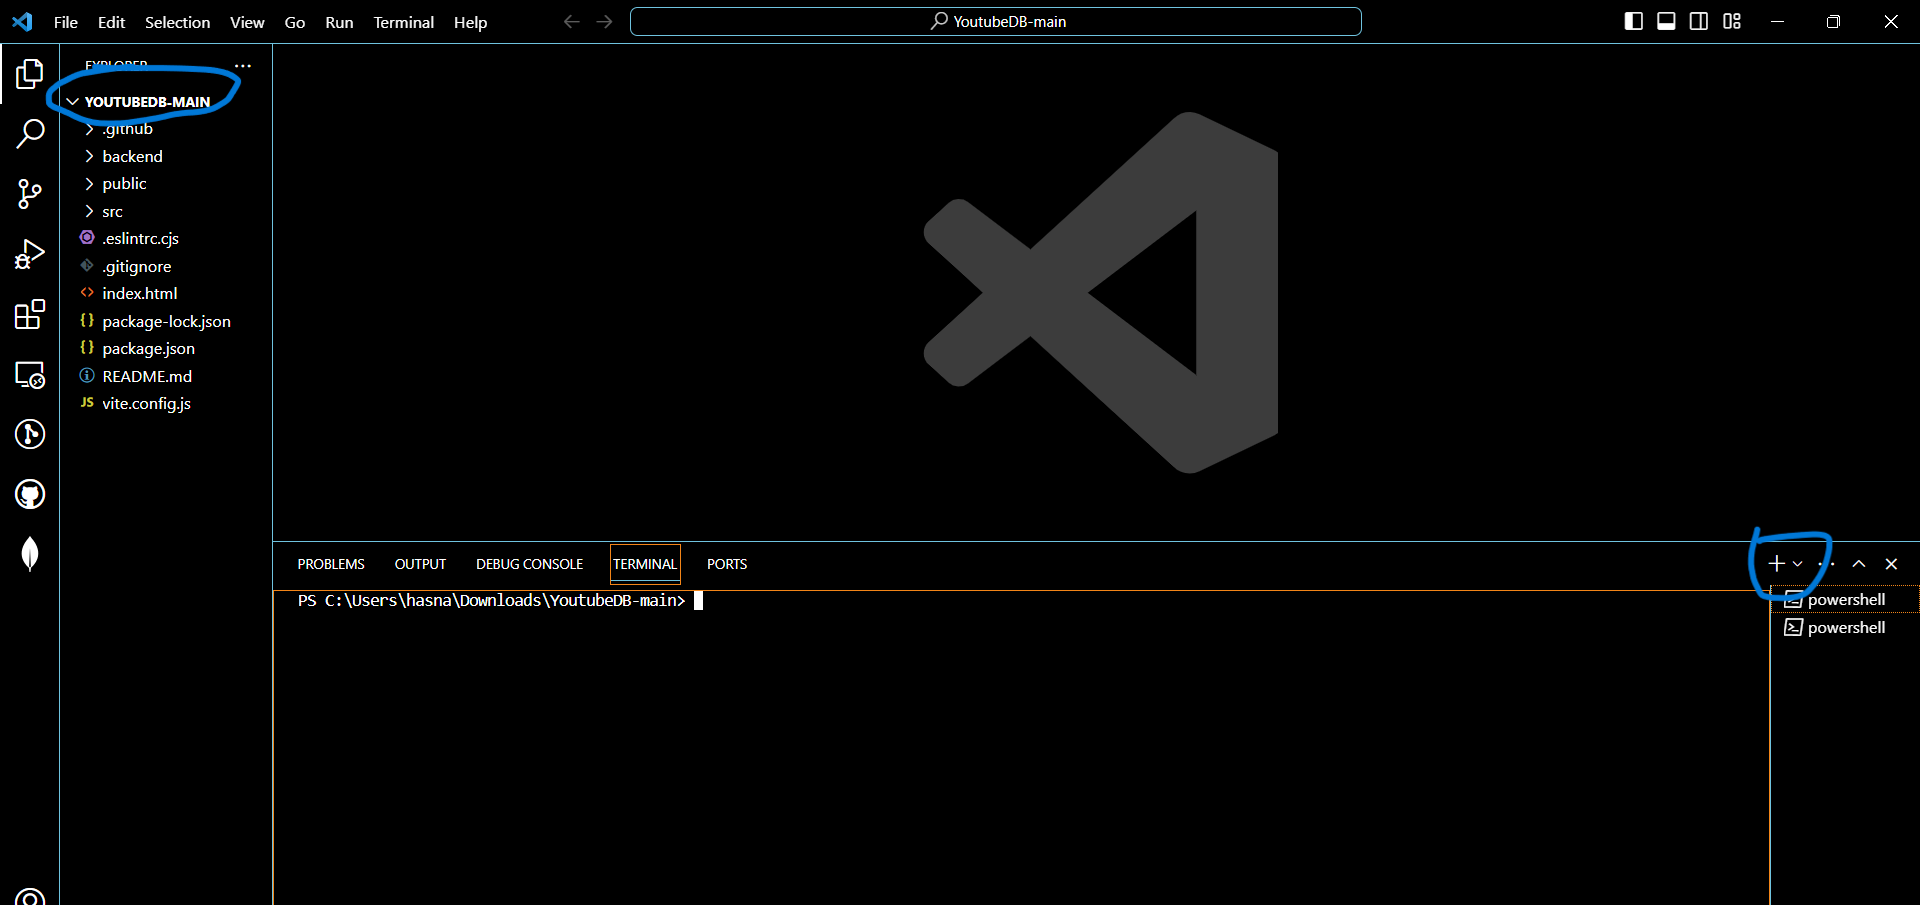 File Edit Selection View Go Run Terminal Help YoutubeDB-main
EXPLORER
YOUTUBEDB-MAIN
.github
backend
public
src
.eslintrc.cjs
.gitignore
index.html
package-lock.json
package.json
README.md
JS vite.config.js
PROBLEMS OUTPUT DEBUG CONSOLE TERMINAL PORTS
PS C:\Users\hasna\Downloads\YoutubeDB-main>
powershell
powershell